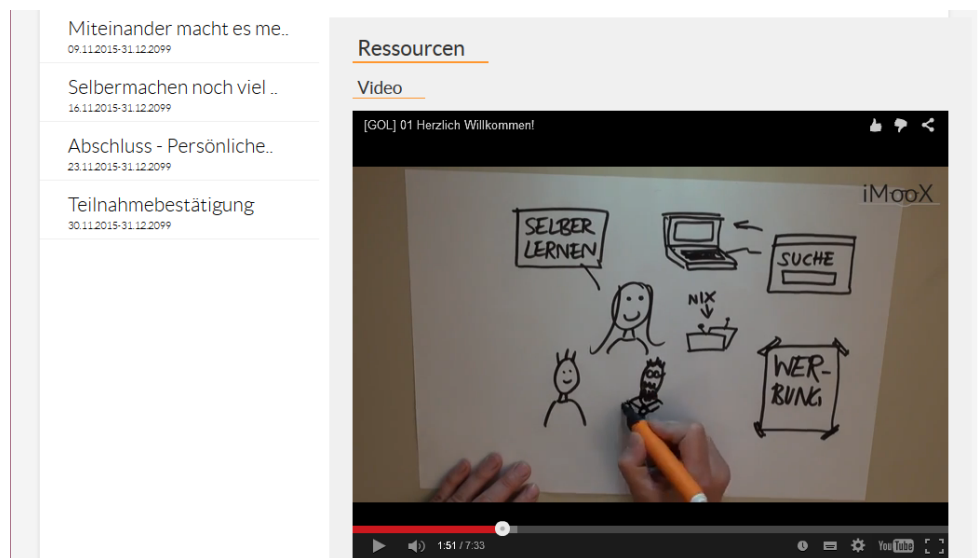 Miteinander macht es me..
09.11.2015-31.12.2099
Selbermachen noch viel ..
16.11.2015-31.12.2099
Abschluss - Persönliche..
23.11.2015-31.12.2099
Teilnahmebestätigung
30.11.2015-31.12.2099
Ressourcen
Video
[GOL] 01 Herzlich Willkommen!
iMooX
SELBER
LERNEN
SUCHE
NIX
WER-
BUNG
1:51 / 7:33
YouTube